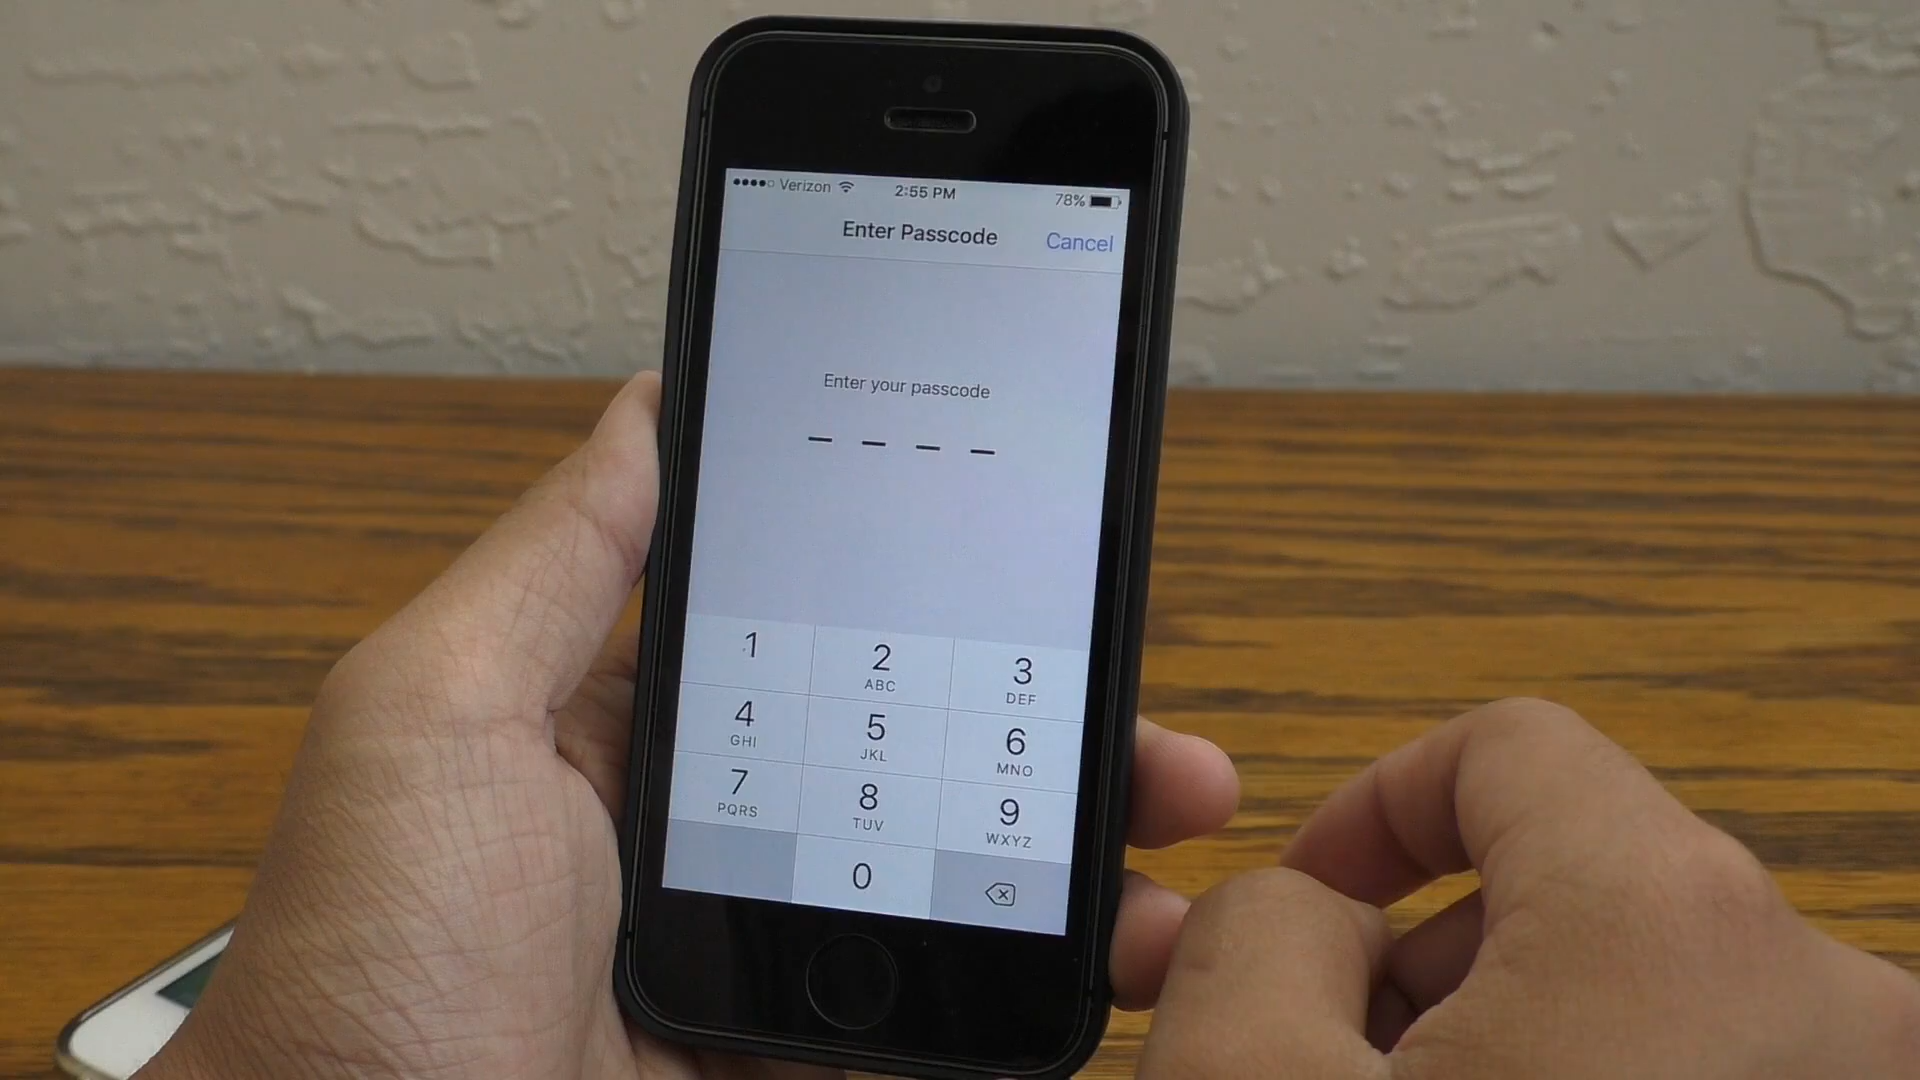 Verizon 2:55 PM 78%
Enter Passcode Cancel
Enter your passcode
1 2 3
ABC DEF
4 5 6
GHI JKL MNO
7 8 9
PQRS TUV WXYZ
0